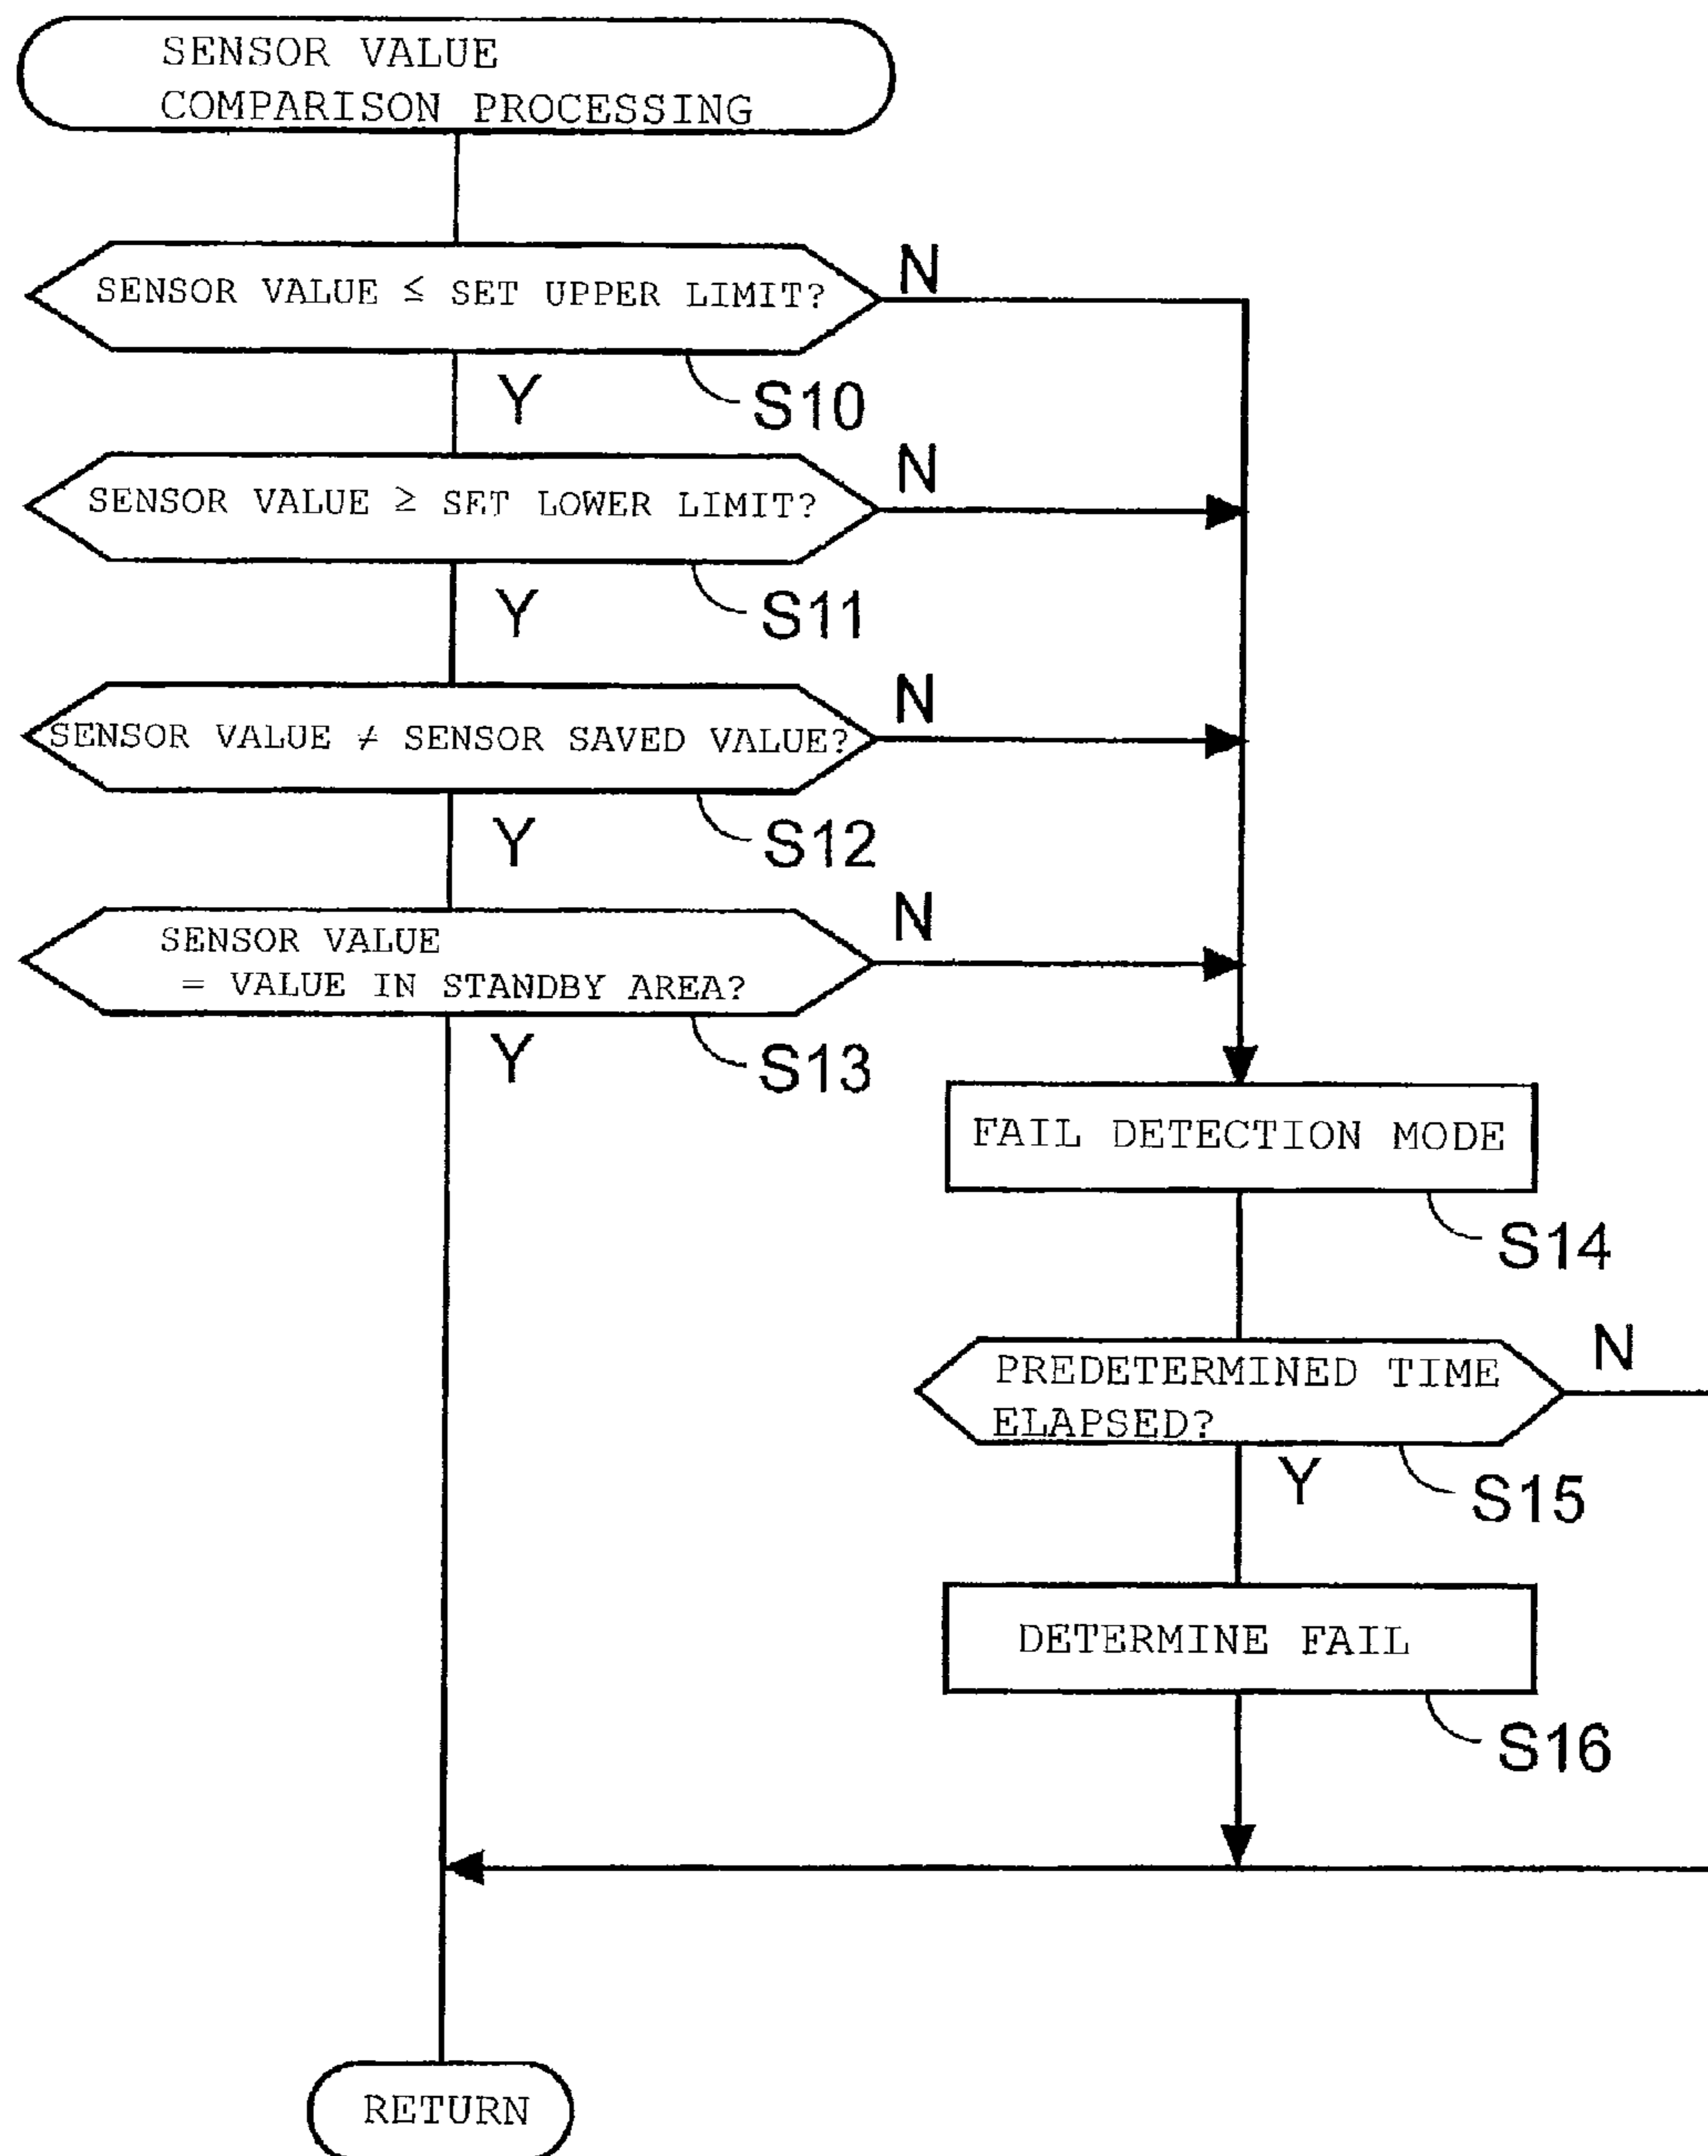 SENSOR VALUE
COMPARISON PROCESSING
SENSOR VALUE ≤ SET UPPER LIMIT?
N
Y
S10
SENSOR VALUE ≥ SET LOWER LIMIT?
N
Y
S11
SENSOR VALUE ≠ SENSOR SAVED VALUE?
N
Y
S12
SENSOR VALUE
= VALUE IN STANDBY AREA?
N
Y
S13
FAIL DETECTION MODE
S14
PREDETERMINED TIME
ELAPSED?
N
Y
S15
DETERMINE FAIL
S16
RETURN